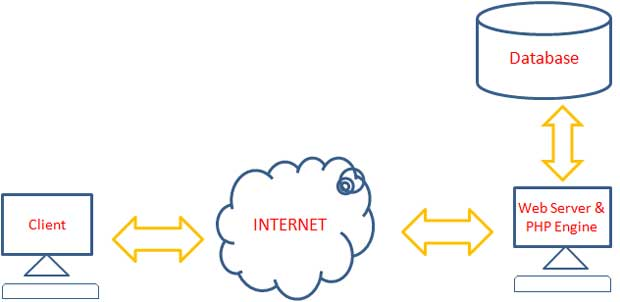 Database
Client
INTERNET
Web Server &
PHP Engine